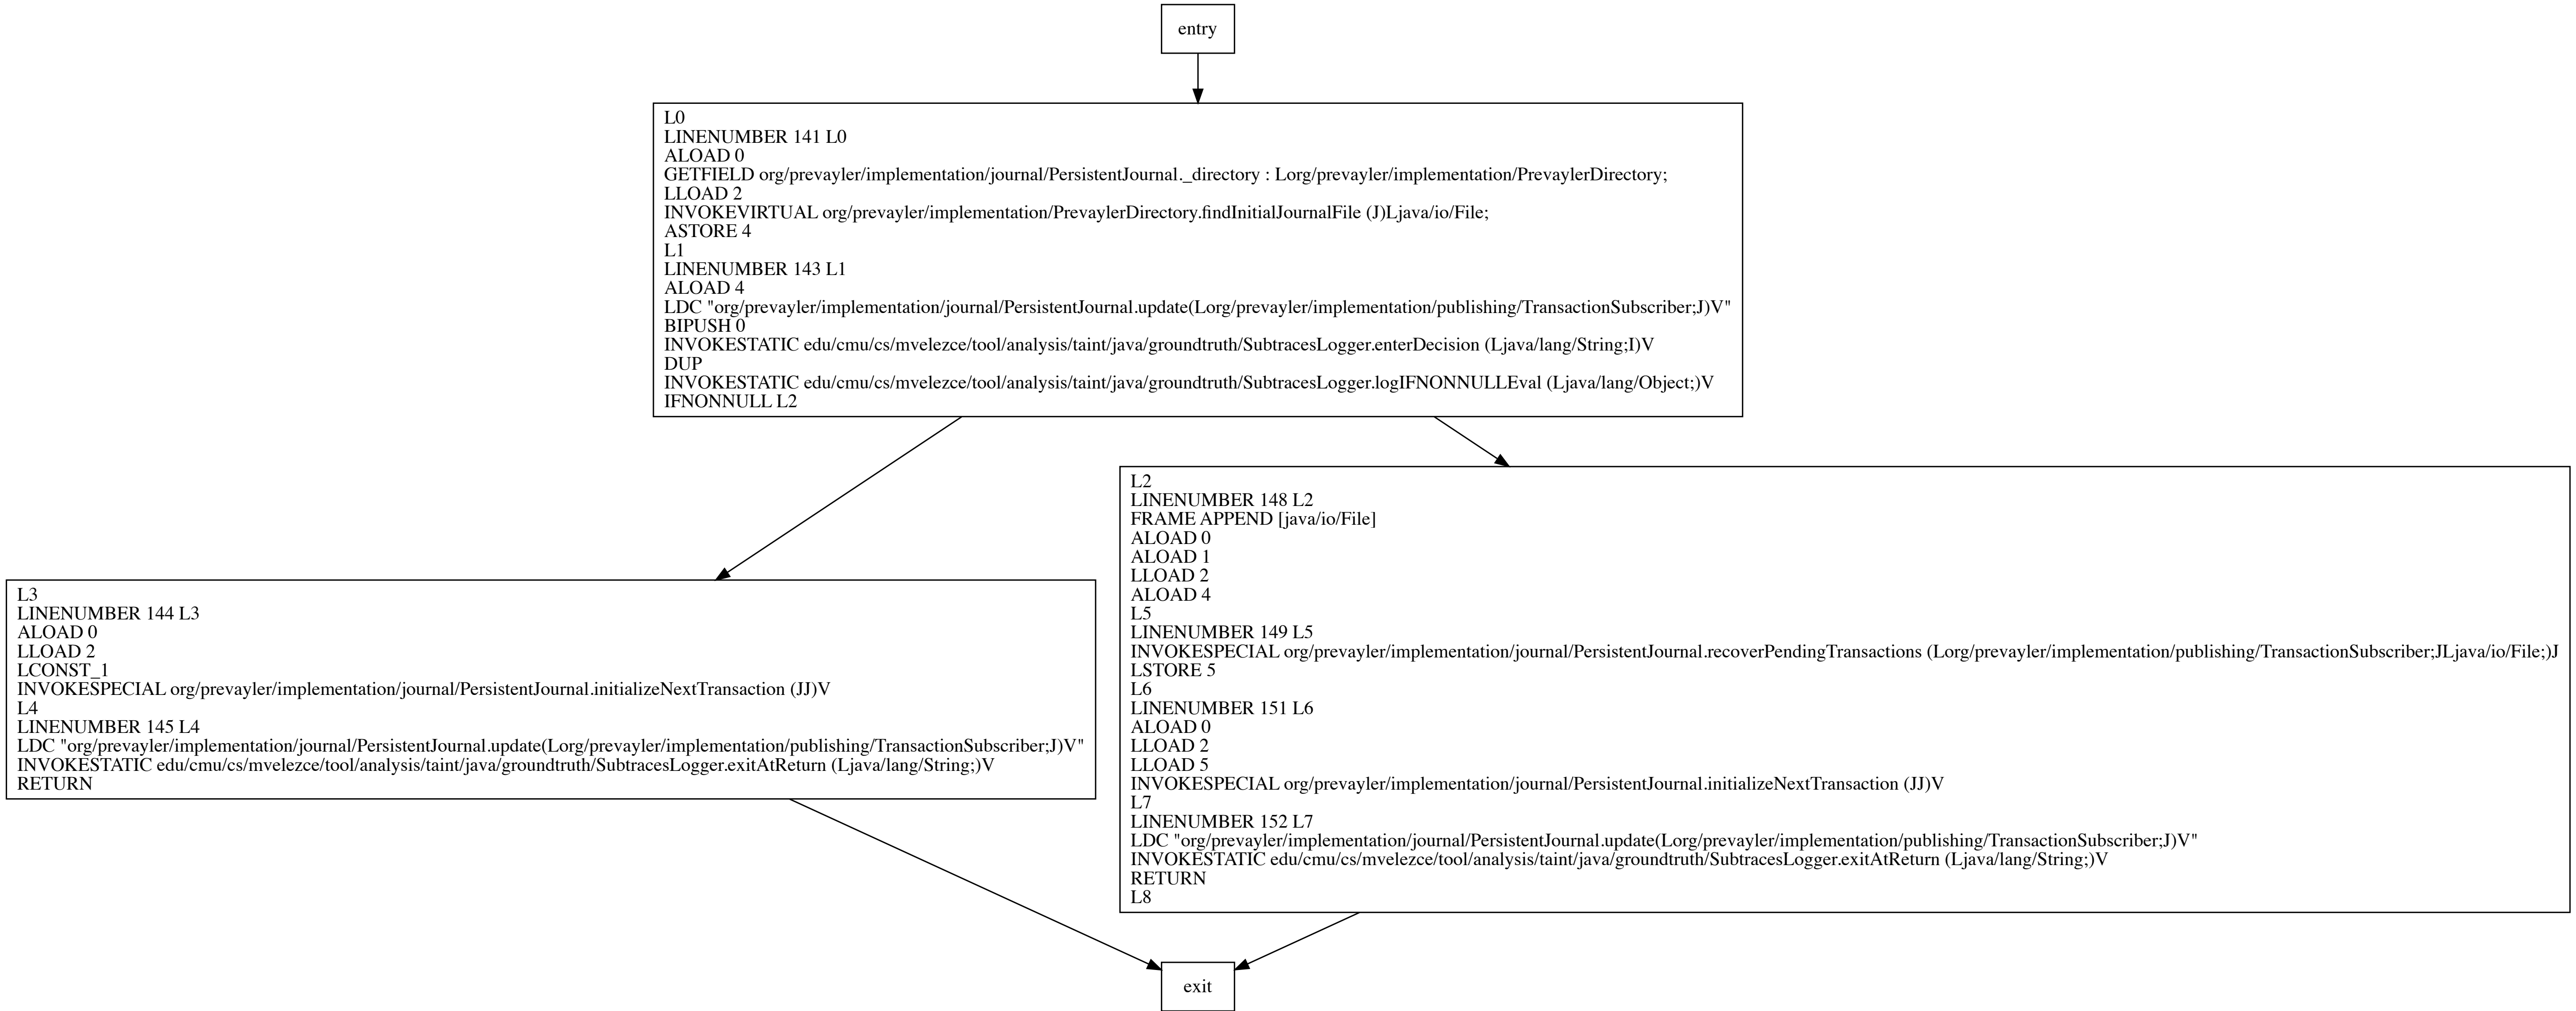 entry
L0
LINENUMBER 141 L0
ALOAD 0
GETFIELD org/prevayler/implementation/journal/PersistentJournal._directory : Lorg/prevayler/implementation/PrevaylerDirectory;
LLOAD 2
INVOKEVIRTUAL org/prevayler/implementation/PrevaylerDirectory.findInitialJournalFile (J)Ljava/io/File;
ASTORE 4
L1
LINENUMBER 143 L1
ALOAD 4
LDC "org/prevayler/implementation/journal/PersistentJournal.update(Lorg/prevayler/implementation/publishing/TransactionSubscriber;J)V"
BIPUSH 0
INVOKESTATIC edu/cmu/cs/mvelezce/tool/analysis/taint/java/groundtruth/SubtracesLogger.enterDecision (Ljava/lang/String;I)V
DUP
INVOKESTATIC edu/cmu/cs/mvelezce/tool/analysis/taint/java/groundtruth/SubtracesLogger.logIFNONNULLEval (Ljava/lang/Object;)V
IFNONNULL L2
L3
LINENUMBER 144 L3
ALOAD 0
LLOAD 2
LCONST_1
INVOKESPECIAL org/prevayler/implementation/journal/PersistentJournal.initializeNextTransaction (JJ)V
L4
LINENUMBER 145 L4
LDC "org/prevayler/implementation/journal/PersistentJournal.update(Lorg/prevayler/implementation/publishing/TransactionSubscriber;J)V"
INVOKESTATIC edu/cmu/cs/mvelezce/tool/analysis/taint/java/groundtruth/SubtracesLogger.exitAtReturn (Ljava/lang/String;)V
RETURN
L2
LINENUMBER 148 L2
FRAME APPEND [java/io/File]
ALOAD 0
ALOAD 1
LLOAD 2
ALOAD 4
L5
LINENUMBER 149 L5
INVOKESPECIAL org/prevayler/implementation/journal/PersistentJournal.recoverPendingTransactions (Lorg/prevayler/implementation/publishing/TransactionSubscriber;JLjava/io/File;)J
LSTORE 5
L6
LINENUMBER 151 L6
ALOAD 0
LLOAD 2
LLOAD 5
INVOKESPECIAL org/prevayler/implementation/journal/PersistentJournal.initializeNextTransaction (JJ)V
L7
LINENUMBER 152 L7
LDC "org/prevayler/implementation/journal/PersistentJournal.update(Lorg/prevayler/implementation/publishing/TransactionSubscriber;J)V"
INVOKESTATIC edu/cmu/cs/mvelezce/tool/analysis/taint/java/groundtruth/SubtracesLogger.exitAtReturn (Ljava/lang/String;)V
RETURN
L8
exit